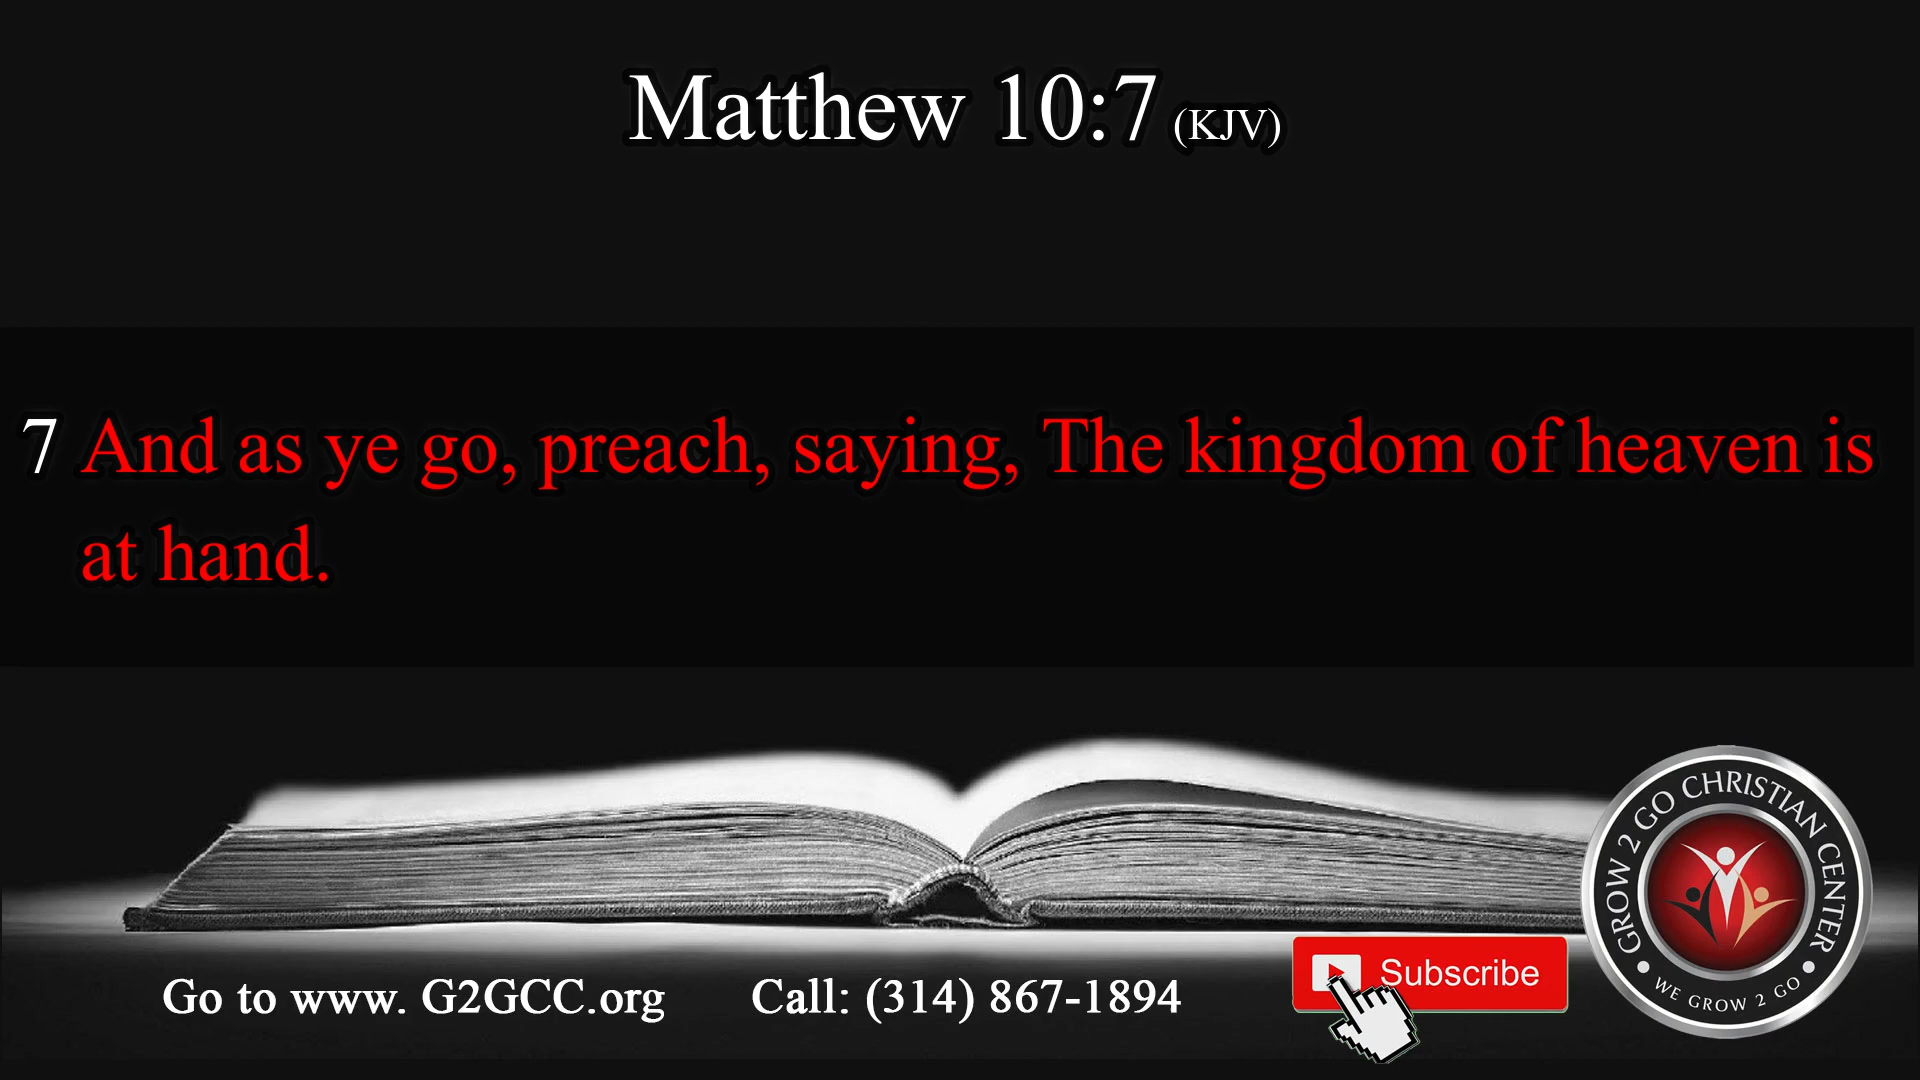 Matthew 10:7 (KJV)
7 And as ye go, preach, saying, The kingdom of heaven is
at hand.
GROW 2 GO CHRISTIAN CENTER
WE GROW 2 GO
Subscribe
Go to www. G2GCC.org Call: (314) 867-1894